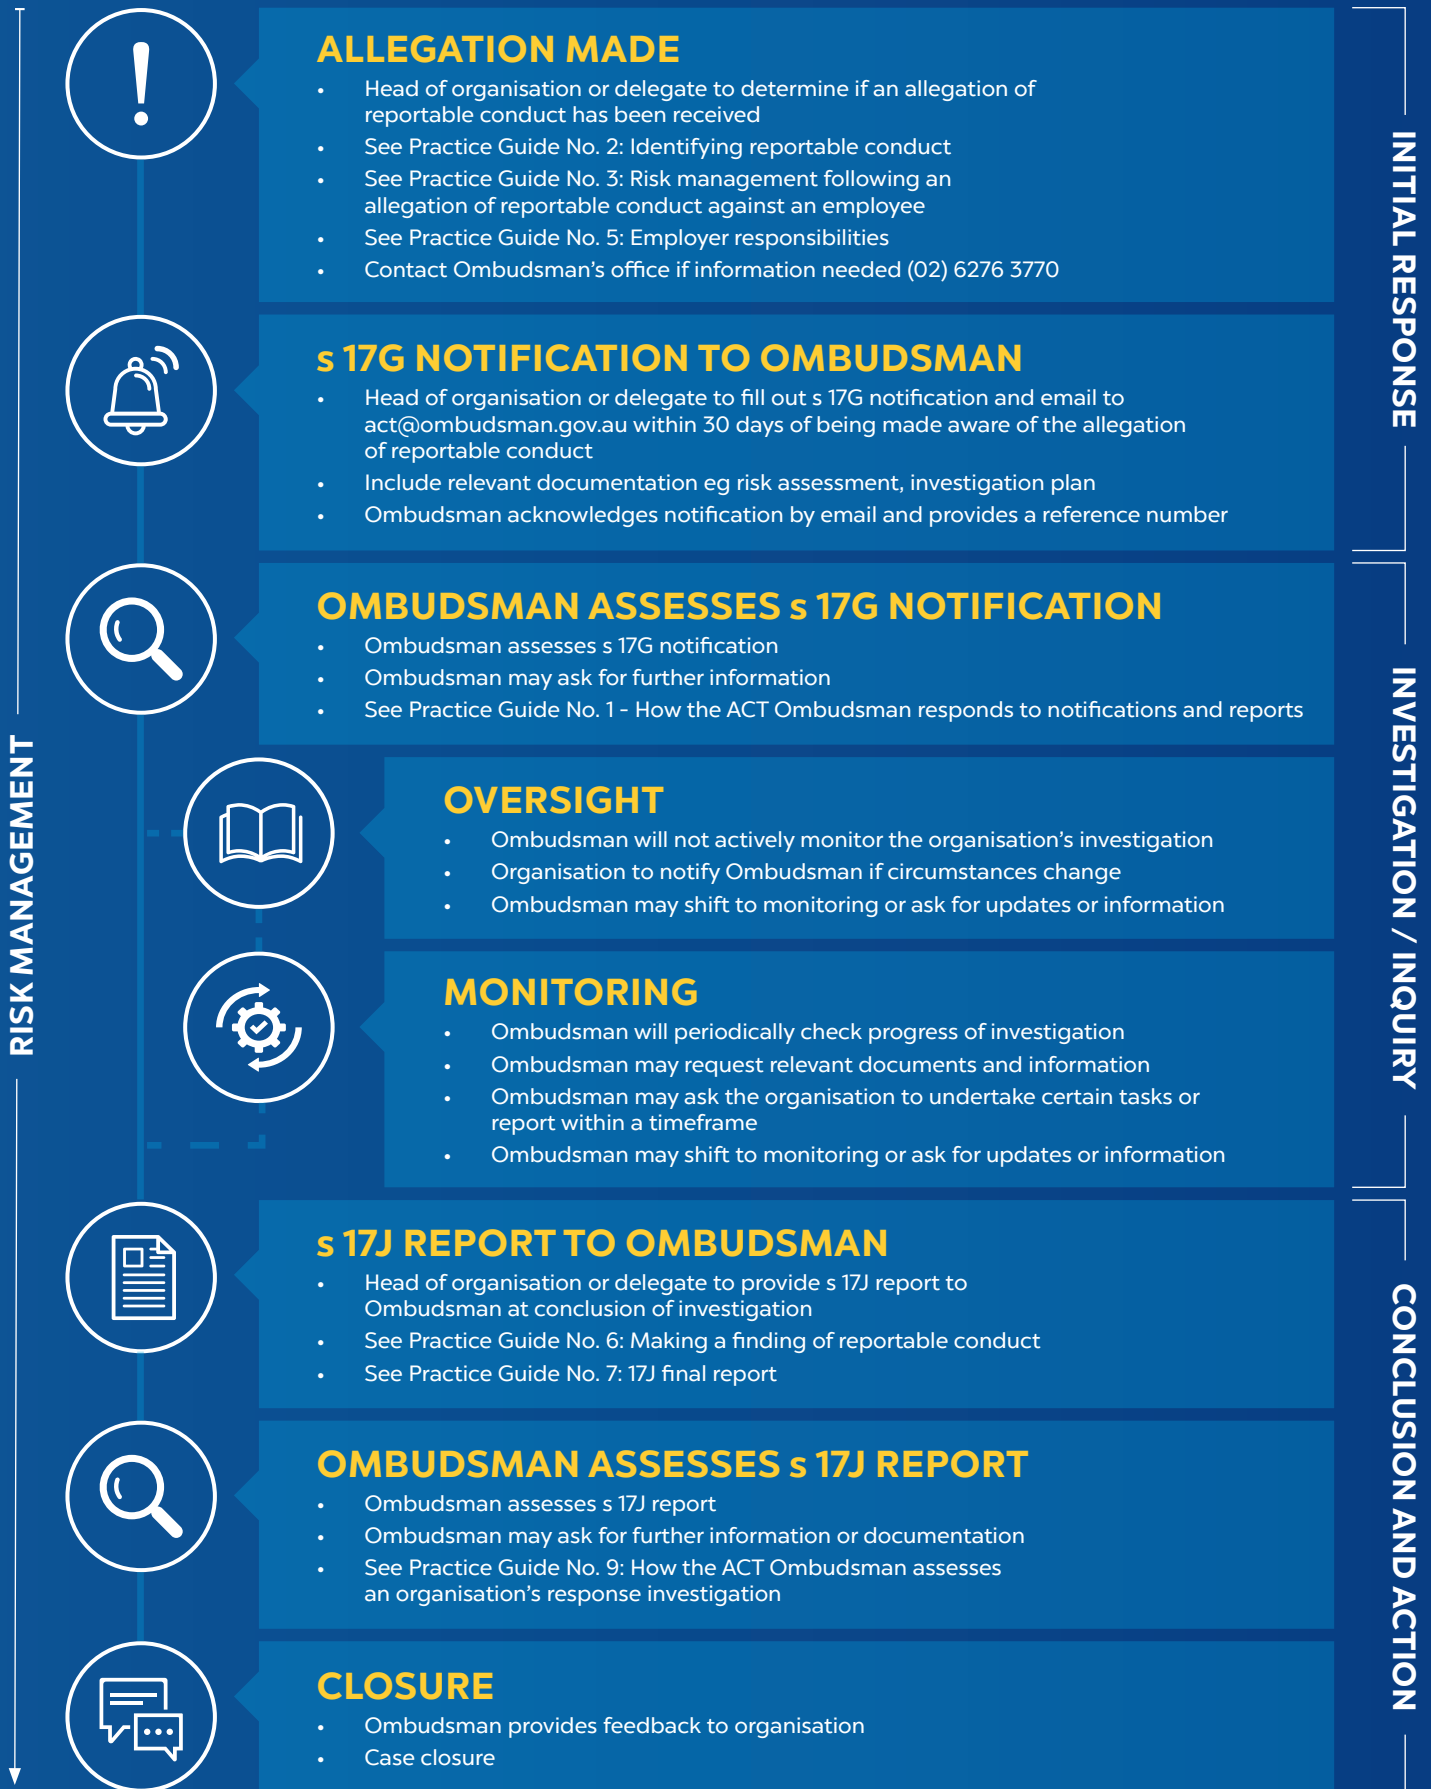 ALLEGATION MADE
• Head of organisation or delegate to determine if an allegation of
reportable conduct has been received
• See Practice Guide No. 2: Identifying reportable conduct
• See Practice Guide No. 3: Risk management following an
allegation of reportable conduct against an employee
• See Practice Guide No. 5: Employer responsibilities
• Contact Ombudsman's office if information needed (02) 6276 3770
s 17G NOTIFICATION TO OMBUDSMAN
• Head of organisation or delegate to fill out s 17G notification and email to
act@ombudsman.gov.au within 30 days of being made aware of the allegation
of reportable conduct
• Include relevant documentation eg risk assessment, investigation plan
• Ombudsman acknowledges notification by email and provides a reference number
INITIAL RESPONSE
OMBUDSMAN ASSESSES s 17G NOTIFICATION
• Ombudsman assesses s 17G notification
• Ombudsman may ask for further information
• See Practice Guide No. 1 - How the ACT Ombudsman responds to notifications and reports
OVERSIGHT
• Ombudsman will not actively monitor the organisation's investigation
• Organisation to notify Ombudsman if circumstances change
• Ombudsman may shift to monitoring or ask for updates or information
MONITORING
• Ombudsman will periodically check progress of investigation
• Ombudsman may request relevant documents and information
• Ombudsman may ask the organisation to undertake certain tasks or
report within a timeframe
• Ombudsman may shift to monitoring or ask for updates or information
INVESTIGATION / INQUIRY
RISK MANAGEMENT
s 17J REPORT TO OMBUDSMAN
• Head of organisation or delegate to provide s 17J report to
Ombudsman at conclusion of investigation
• See Practice Guide No. 6: Making a finding of reportable conduct
• See Practice Guide No. 7: 17J final report
OMBUDSMAN ASSESSES s 17J REPORT
• Ombudsman assesses s 17J report
• Ombudsman may ask for further information or documentation
• See Practice Guide No. 9: How the ACT Ombudsman assesses
an organisation's response investigation
CLOSURE
• Ombudsman provides feedback to organisation
• Case closure
CONCLUSION AND ACTION